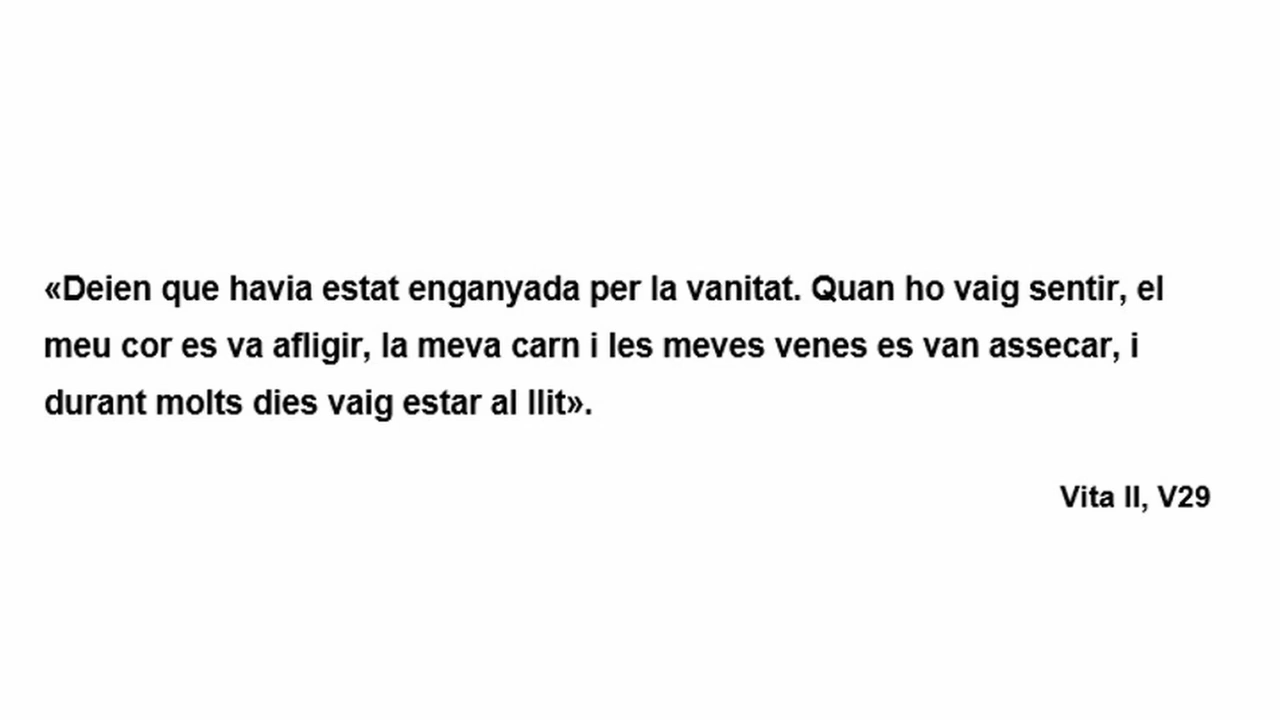 «Deien que havia estat enganyada per la vanitat. Quan ho vaig sentir, el
meu cor es va afligir, la meva carn i les meves venes es van assecar, i
durant molts dies vaig estar al llit».
Vita II, V29